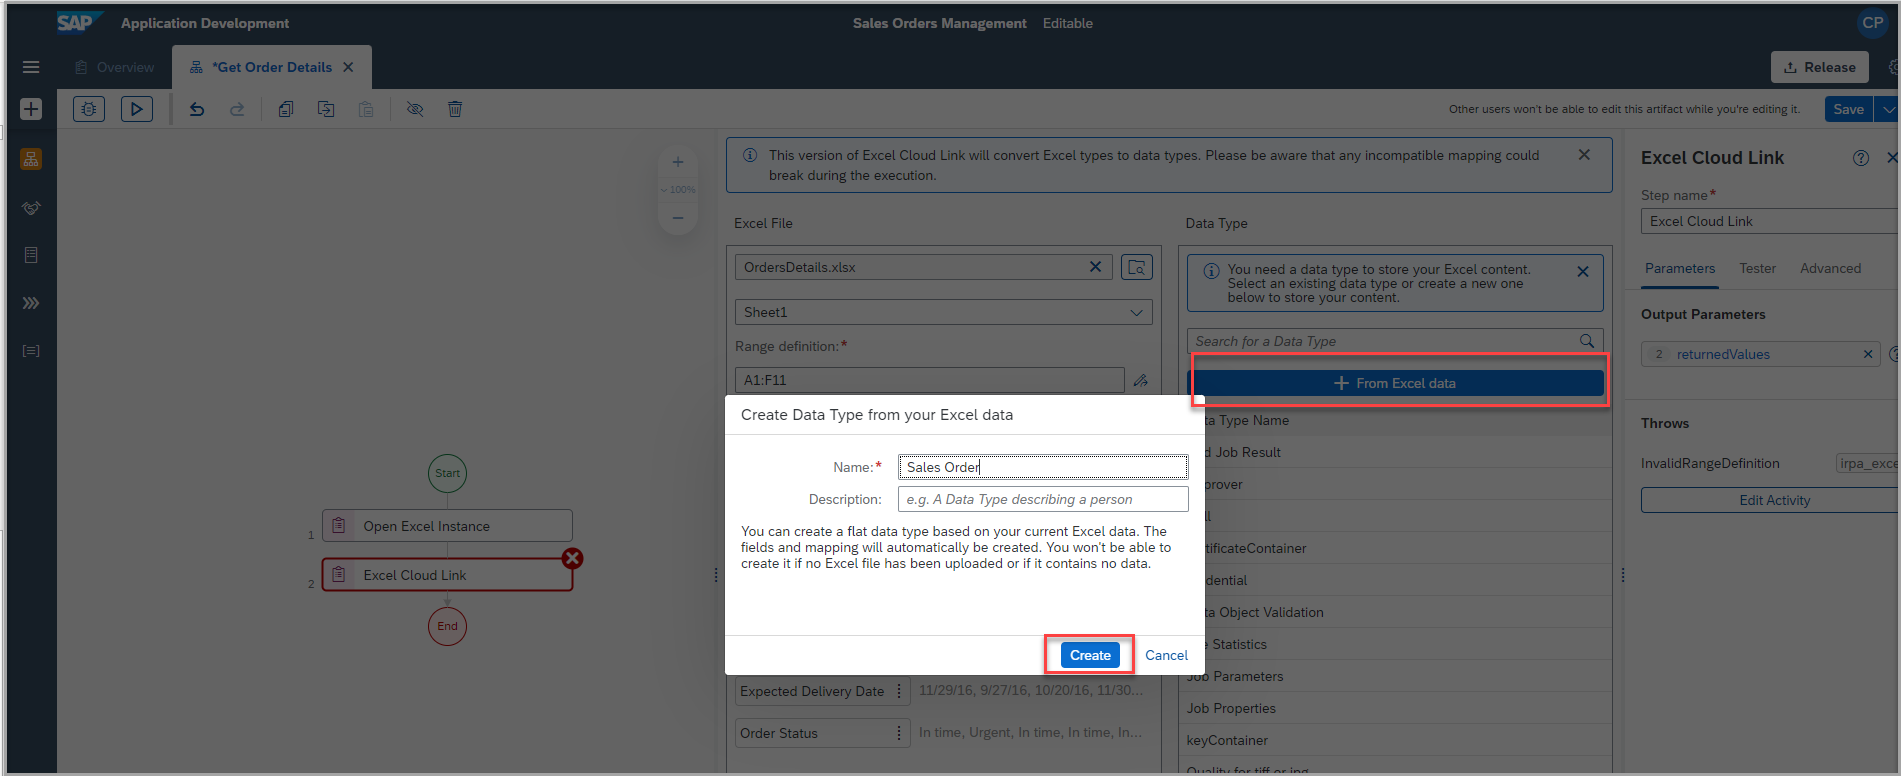 SAP
Application Development
Sales Orders Management Editable
CP
Overview
*Get Order Details
Release
Other users won't be able to edit this artifact while you're editing it.
Save
100%
Start
1
Open Excel Instance
2
Excel Cloud Link
End
This version of Excel Cloud Link will convert Excel types to data types. Please be aware that any incompatible mapping could
break during the execution.
Excel File
OrdersDetails.xlsx
Sheet1
Range definition:*
A1:F11
Data Type
You need a data type to store your Excel content.
Select an existing data type or create a new one
below to store your content.
Search for a Data Type
From Excel data
ta Type Name
d Job Result
rover
ll
tificateContainer
dential
ta Object Validation
e Statistics
Job Parameters
Job Properties
keyContainer
Quality for tiff or jpg
Create Data Type from your Excel data
Name:*
Sales Order
Description:
e.g. A Data Type describing a person
You can create a flat data type based on your current Excel data. The
fields and mapping will automatically be created. You won't be able to
create it if no Excel file has been uploaded or if it contains no data.
Create
Cancel
Expected Delivery Date
11/29/16, 9/27/16, 10/20/16, 11/30...
Order Status
In time, Urgent, In time, In time, In...
Excel Cloud Link
Step name*
Excel Cloud Link
Parameters
Tester
Advanced
Output Parameters
2 returnedValues
Throws
InvalidRangeDefinition
irpa_exce
Edit Activity